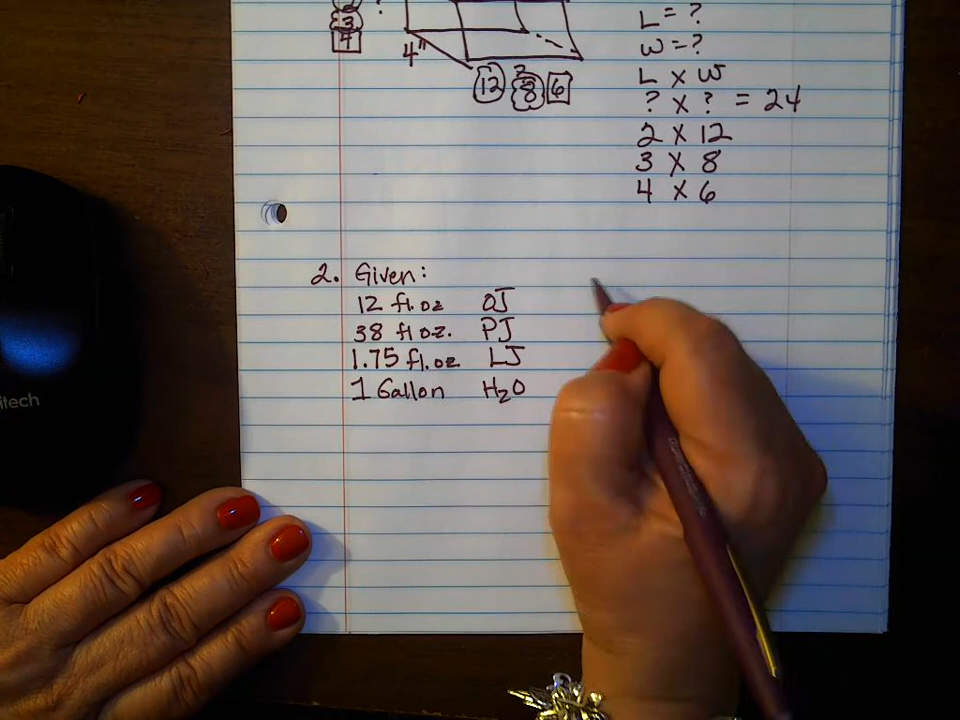 ?
3
4
4"
12 2 8 6
L = ?
W = ?
L X W
? X ? = 24
2 X 12
3 X 8
4 X 6
2. Given:
12 fl.oz OJ
38 fl oz. PJ
1.75 fl.oz LJ
1 Gallon H₂O
itech